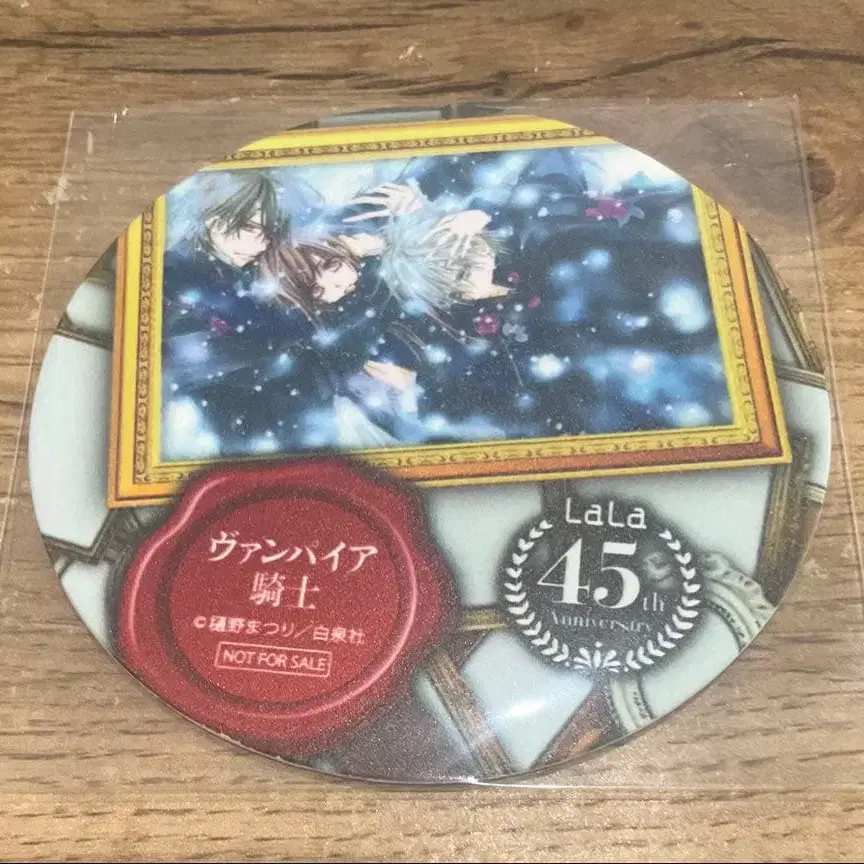 ヴァンパイア
騎士
©樋野まつり／白泉社
NOT FOR SALE
LaLa
45th
Anniversary